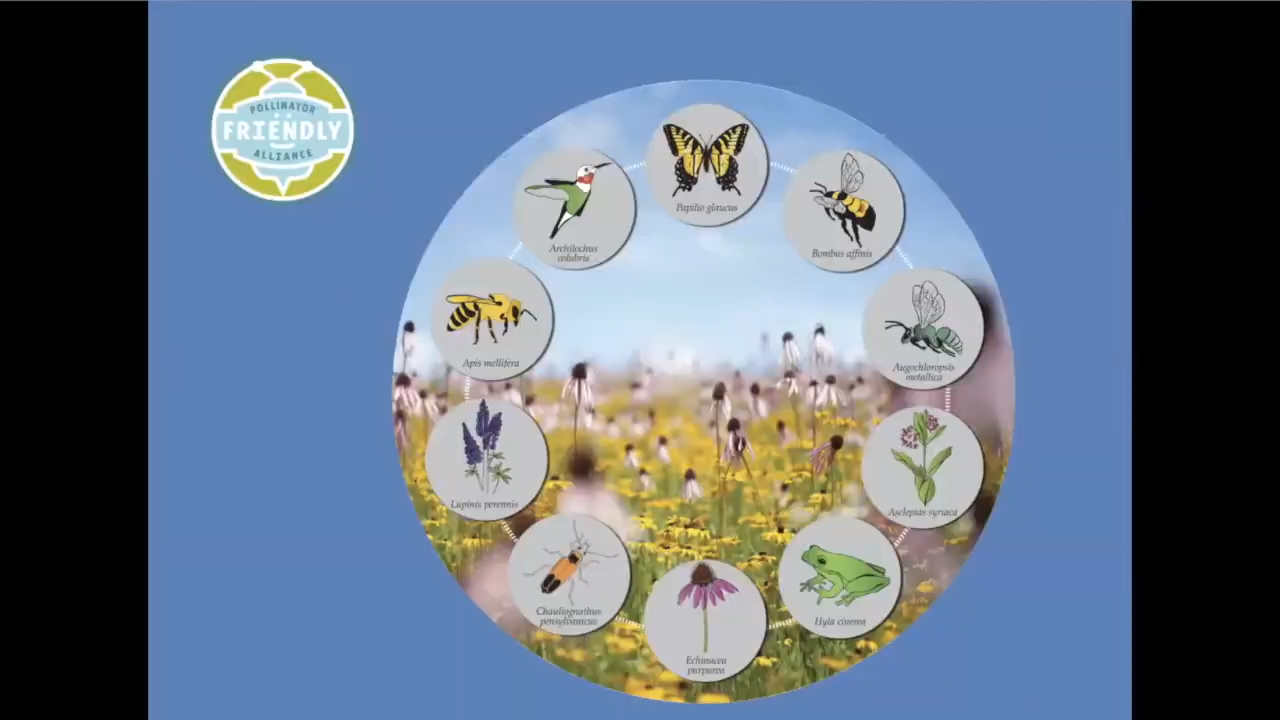 POLLINATOR
FRIENDLY
ALLIANCE
Papilio glaucus
Archilochus
colubris
Bombus affinis
Apis mellifera
Augochloropsis
metallica
Lupinis perennis
Asclepias syriaca
Chauliognathus
pensylvanicus
Hyla cinerea
Echinacea
purpurea